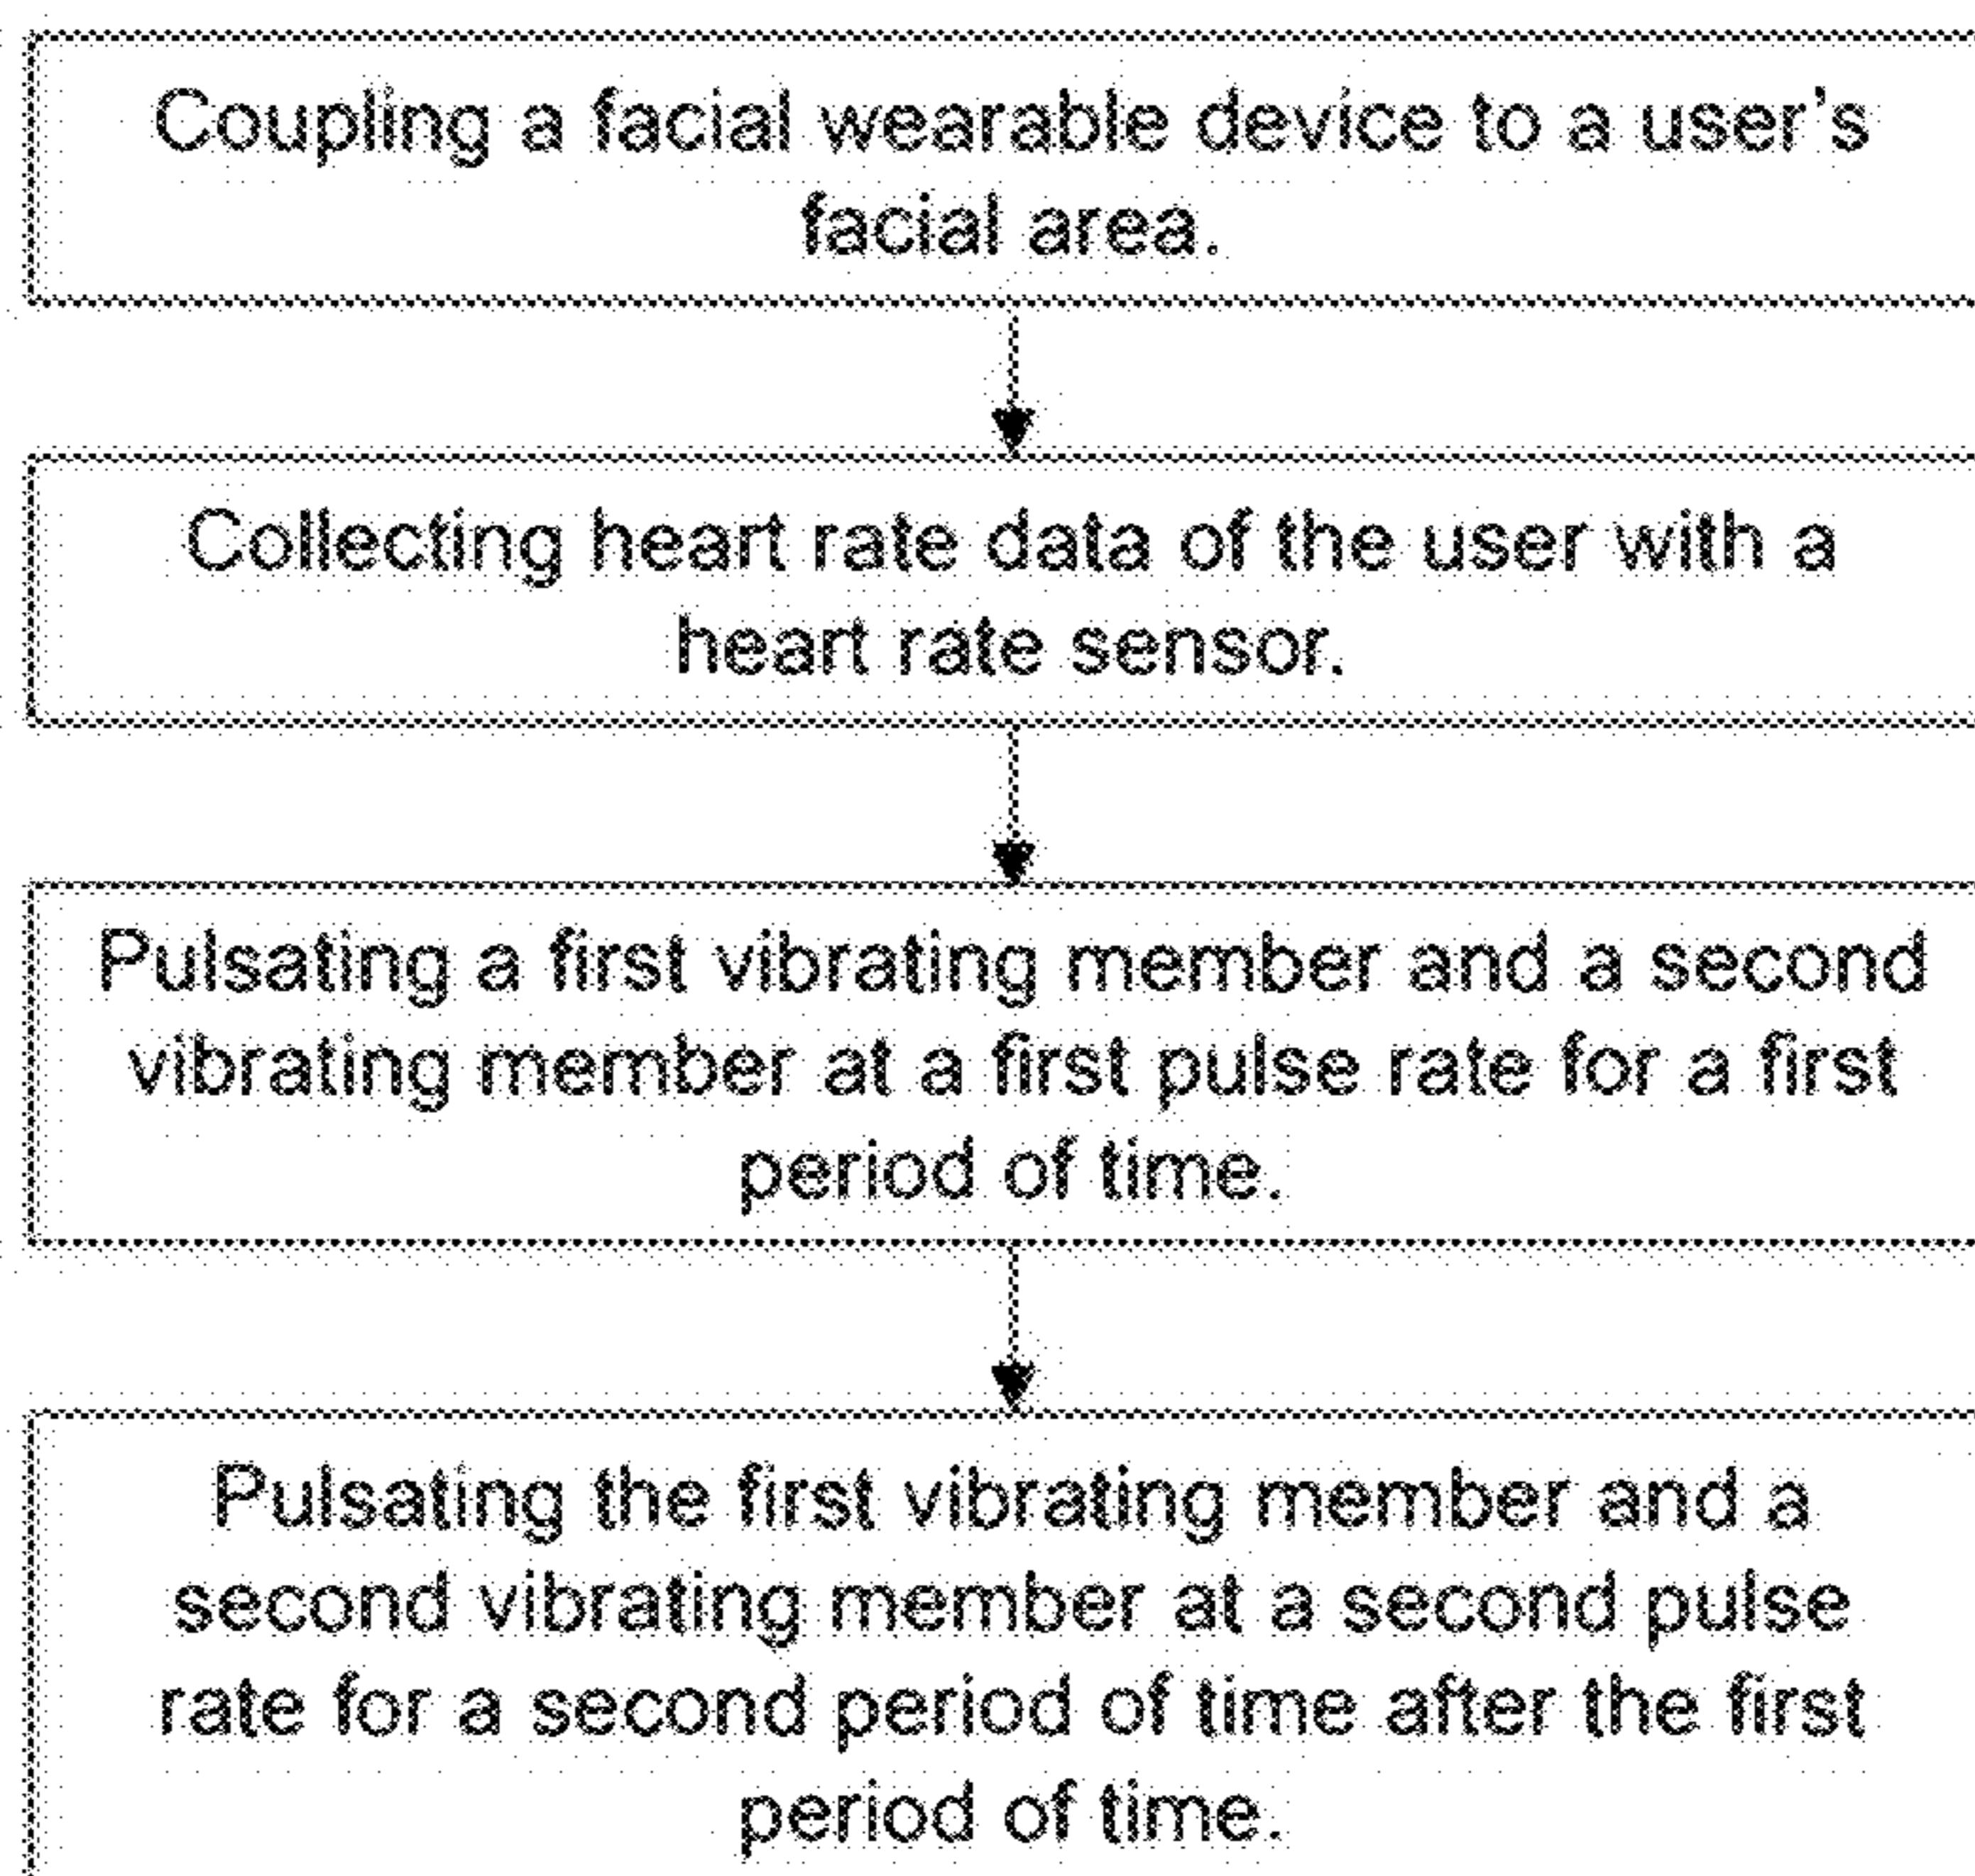 Coupling a facial wearable device to a user's
facial area.
Collecting heart rate data of the user with a
heart rate sensor.
Pulsating a first vibrating member and a second
vibrating member at a first pulse rate for a first
period of time.
Pulsating the first vibrating member and a
second vibrating member at a second pulse
rate for a second period of time after the first
period of time.